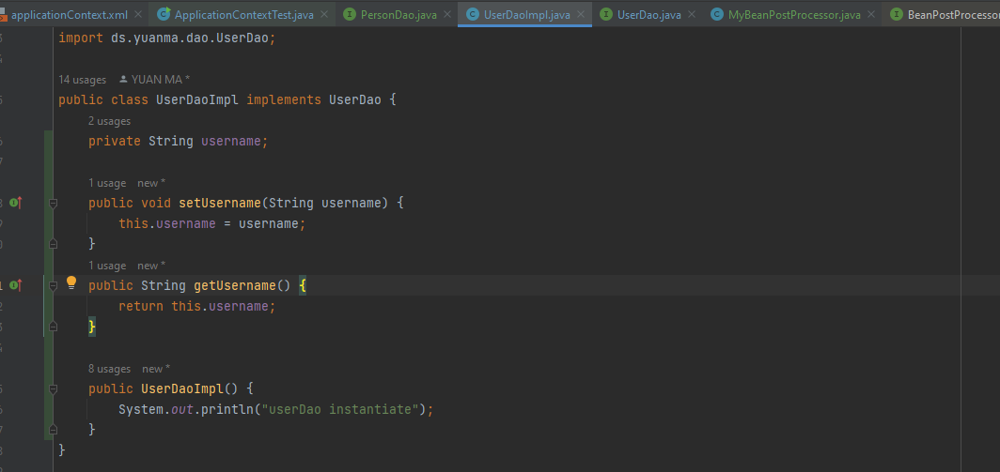 applicationContext.xml ApplicationContextTest.java PersonDao.java UserDaoImpl.java UserDao.java MyBeanPostProcessor.java BeanPostProcessor
import ds.yuanma.dao.UserDao;
14 usages YUAN MA *
public class UserDaoImpl implements UserDao {
2 usages
private String username;
1 usage new *
public void setUsername(String username) {
this.username = username;
}
1 usage new *
public String getUsername() {
return this.username;
}
8 usages new *
public UserDaoImpl() {
System.out.println("userDao instantiate");
}
}